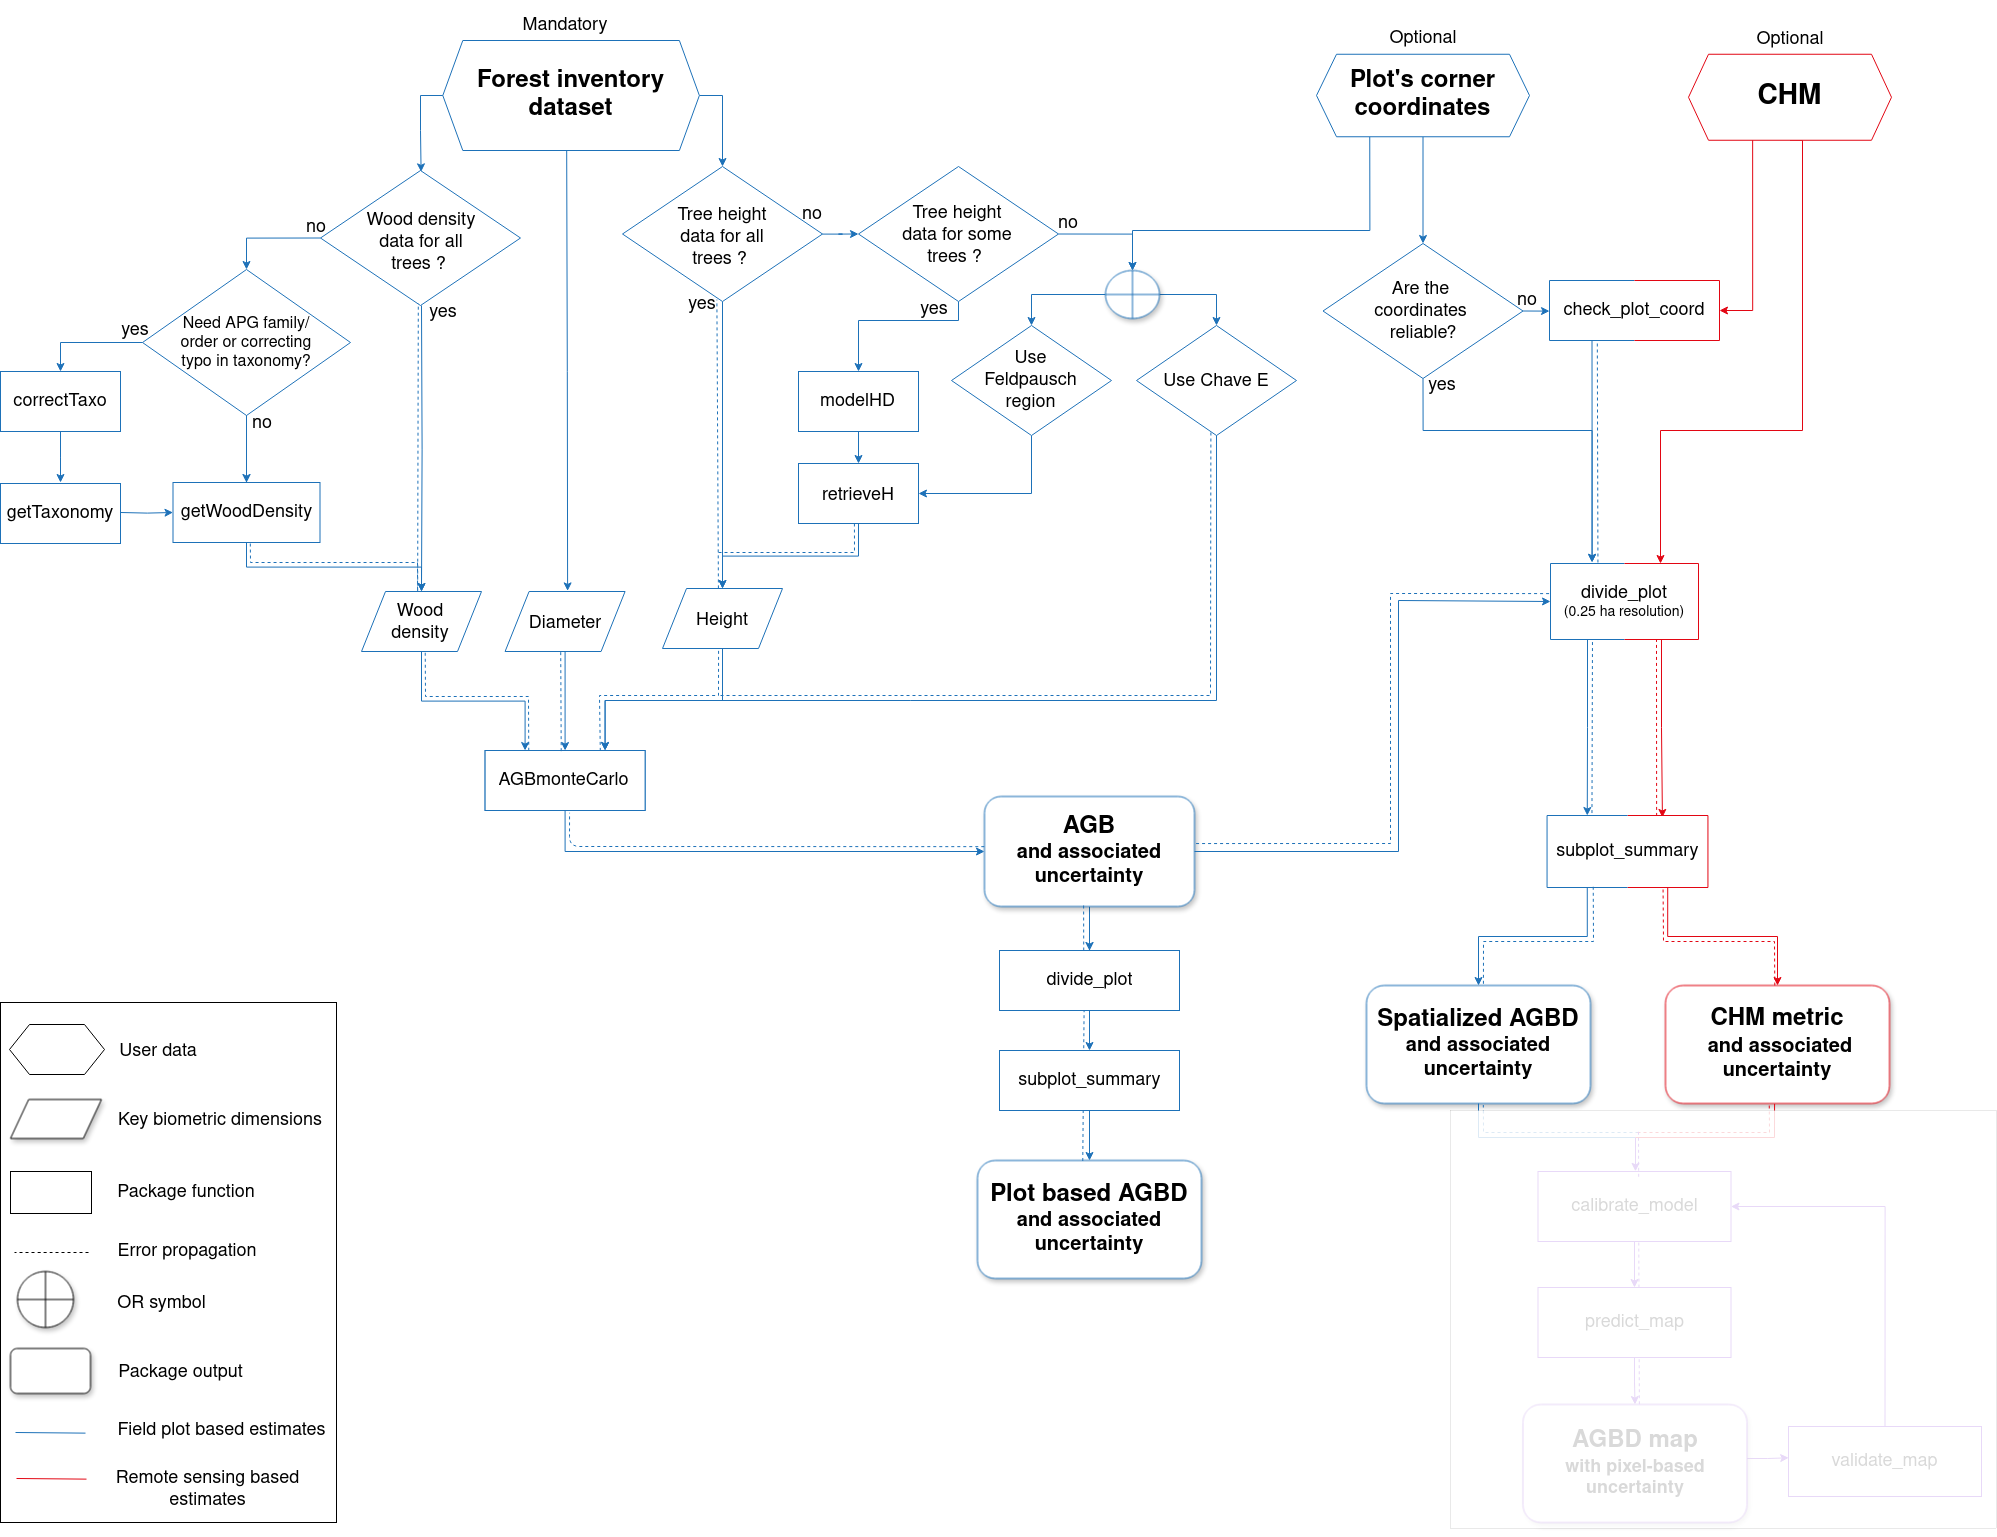 Mandatory
Optional
Optional
Forest inventory
dataset
Plot's corner
coordinates
CHM
Wood density
data for all
trees ?
no
yes
Tree height
data for all
trees ?
no
yes
Tree height
data for some
trees ?
no
yes
Need APG family/
order or correcting
typo in taxonomy?
yes
no
Are the
coordinates
reliable?
no
yes
check_plot_coord
Use
Feldpausch
region
Use Chave E
correctTaxo
modelHD
getTaxonomy
getWoodDensity
retrieveH
Wood
density
Diameter
Height
divide_plot
(0.25 ha resolution)
AGBmonteCarlo
AGB
and associated
uncertainty
subplot_summary
divide_plot
subplot_summary
Plot based AGBD
and associated
uncertainty
Spatialized AGBD
and associated
uncertainty
CHM metric
and associated
uncertainty
calibrate_model
predict_map
AGBD map
with pixel-based
uncertainty
validate_map
User data
Key biometric dimensions
Package function
Error propagation
OR symbol
Package output
Field plot based estimates
Remote sensing based
estimates